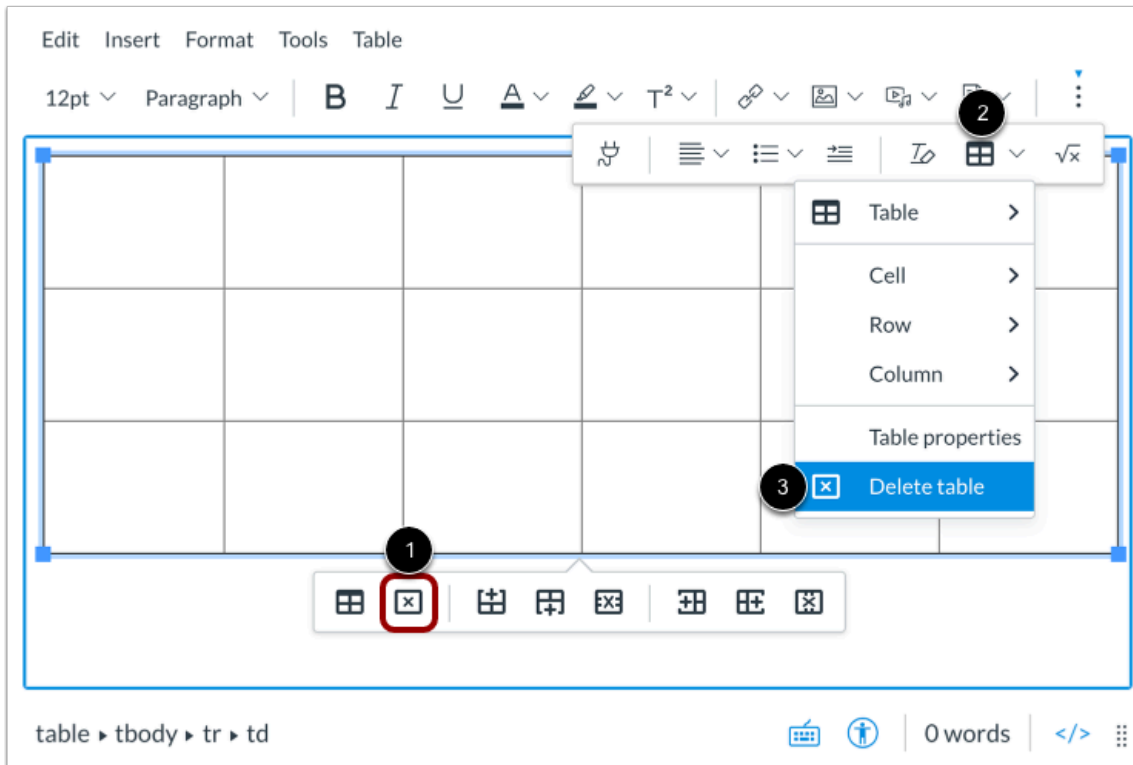 Edit Insert Format Tools Table
12pt Paragraph B I U A T²
2
√x
Table
Cell
Row
Column
Table properties
3 Delete table
1
table ▸ tbody ▸ tr ▸ td 0 words </>